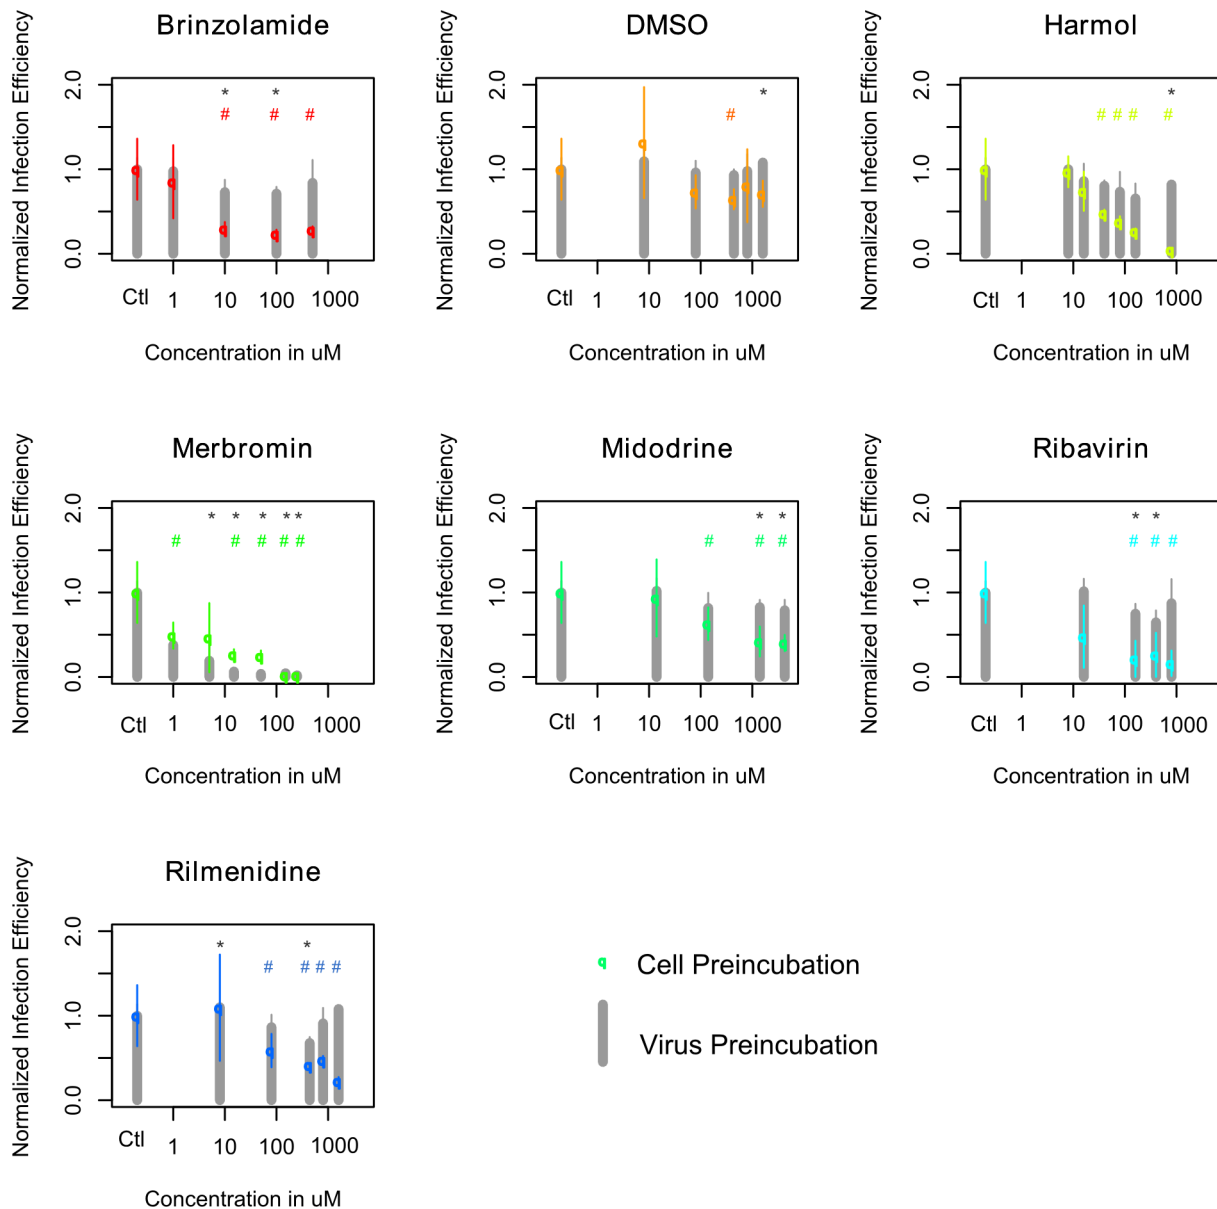 Brinzolamide
Normalized Infection Efficiency
2.0
1.0
0.0
* *
# # #
Ctl 1 10 100 1000
Concentration in uM
DMSO
Normalized Infection Efficiency
2.0
1.0
0.0
*
#
Ctl 1 10 100 1000
Concentration in uM
Harmol
Normalized Infection Efficiency
2.0
1.0
0.0
*
# # # #
Ctl 1 10 100 1000
Concentration in uM
Merbromin
Normalized Infection Efficiency
2.0
1.0
0.0
* * * * *
# # # # #
Ctl 1 10 100 1000
Concentration in uM
Midodrine
Normalized Infection Efficiency
2.0
1.0
0.0
* *
# # #
Ctl 1 10 100 1000
Concentration in uM
Ribavirin
Normalized Infection Efficiency
2.0
1.0
0.0
* *
# # #
Ctl 1 10 100 1000
Concentration in uM
Rilmenidine
Normalized Infection Efficiency
2.0
1.0
0.0
* *
# # # #
Ctl 1 10 100 1000
Concentration in uM
Cell Preincubation
Virus Preincubation